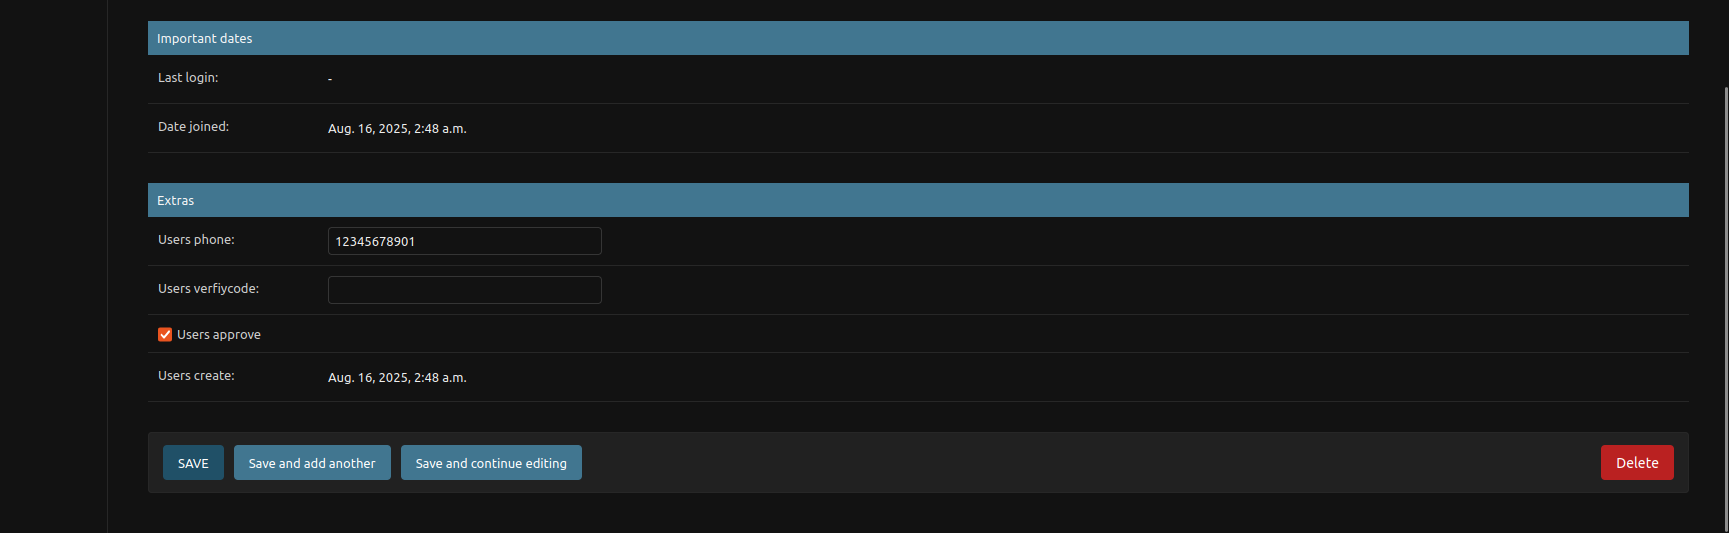 Important dates
Last login: -
Date joined: Aug. 16, 2025, 2:48 a.m.
Extras
Users phone: 12345678901
Users verfiycode:
Users approve
Users create: Aug. 16, 2025, 2:48 a.m.
SAVE Save and add another Save and continue editing Delete